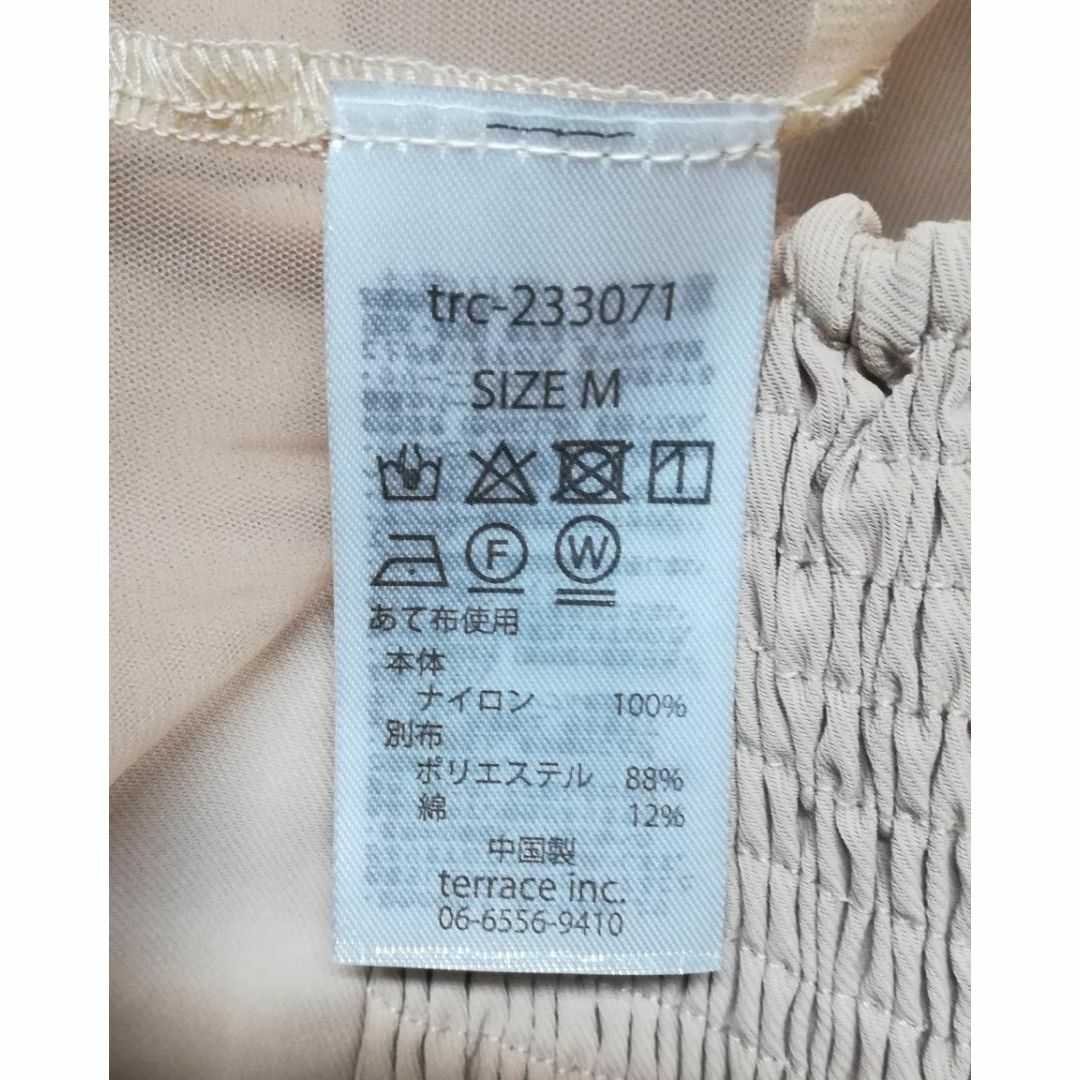 trc-233071
SIZE M
F W
あて布使用
本体
ナイロン 100%
別布
ポリエステル 88%
綿 12%
中国製
terrace inc.
06-6556-9410